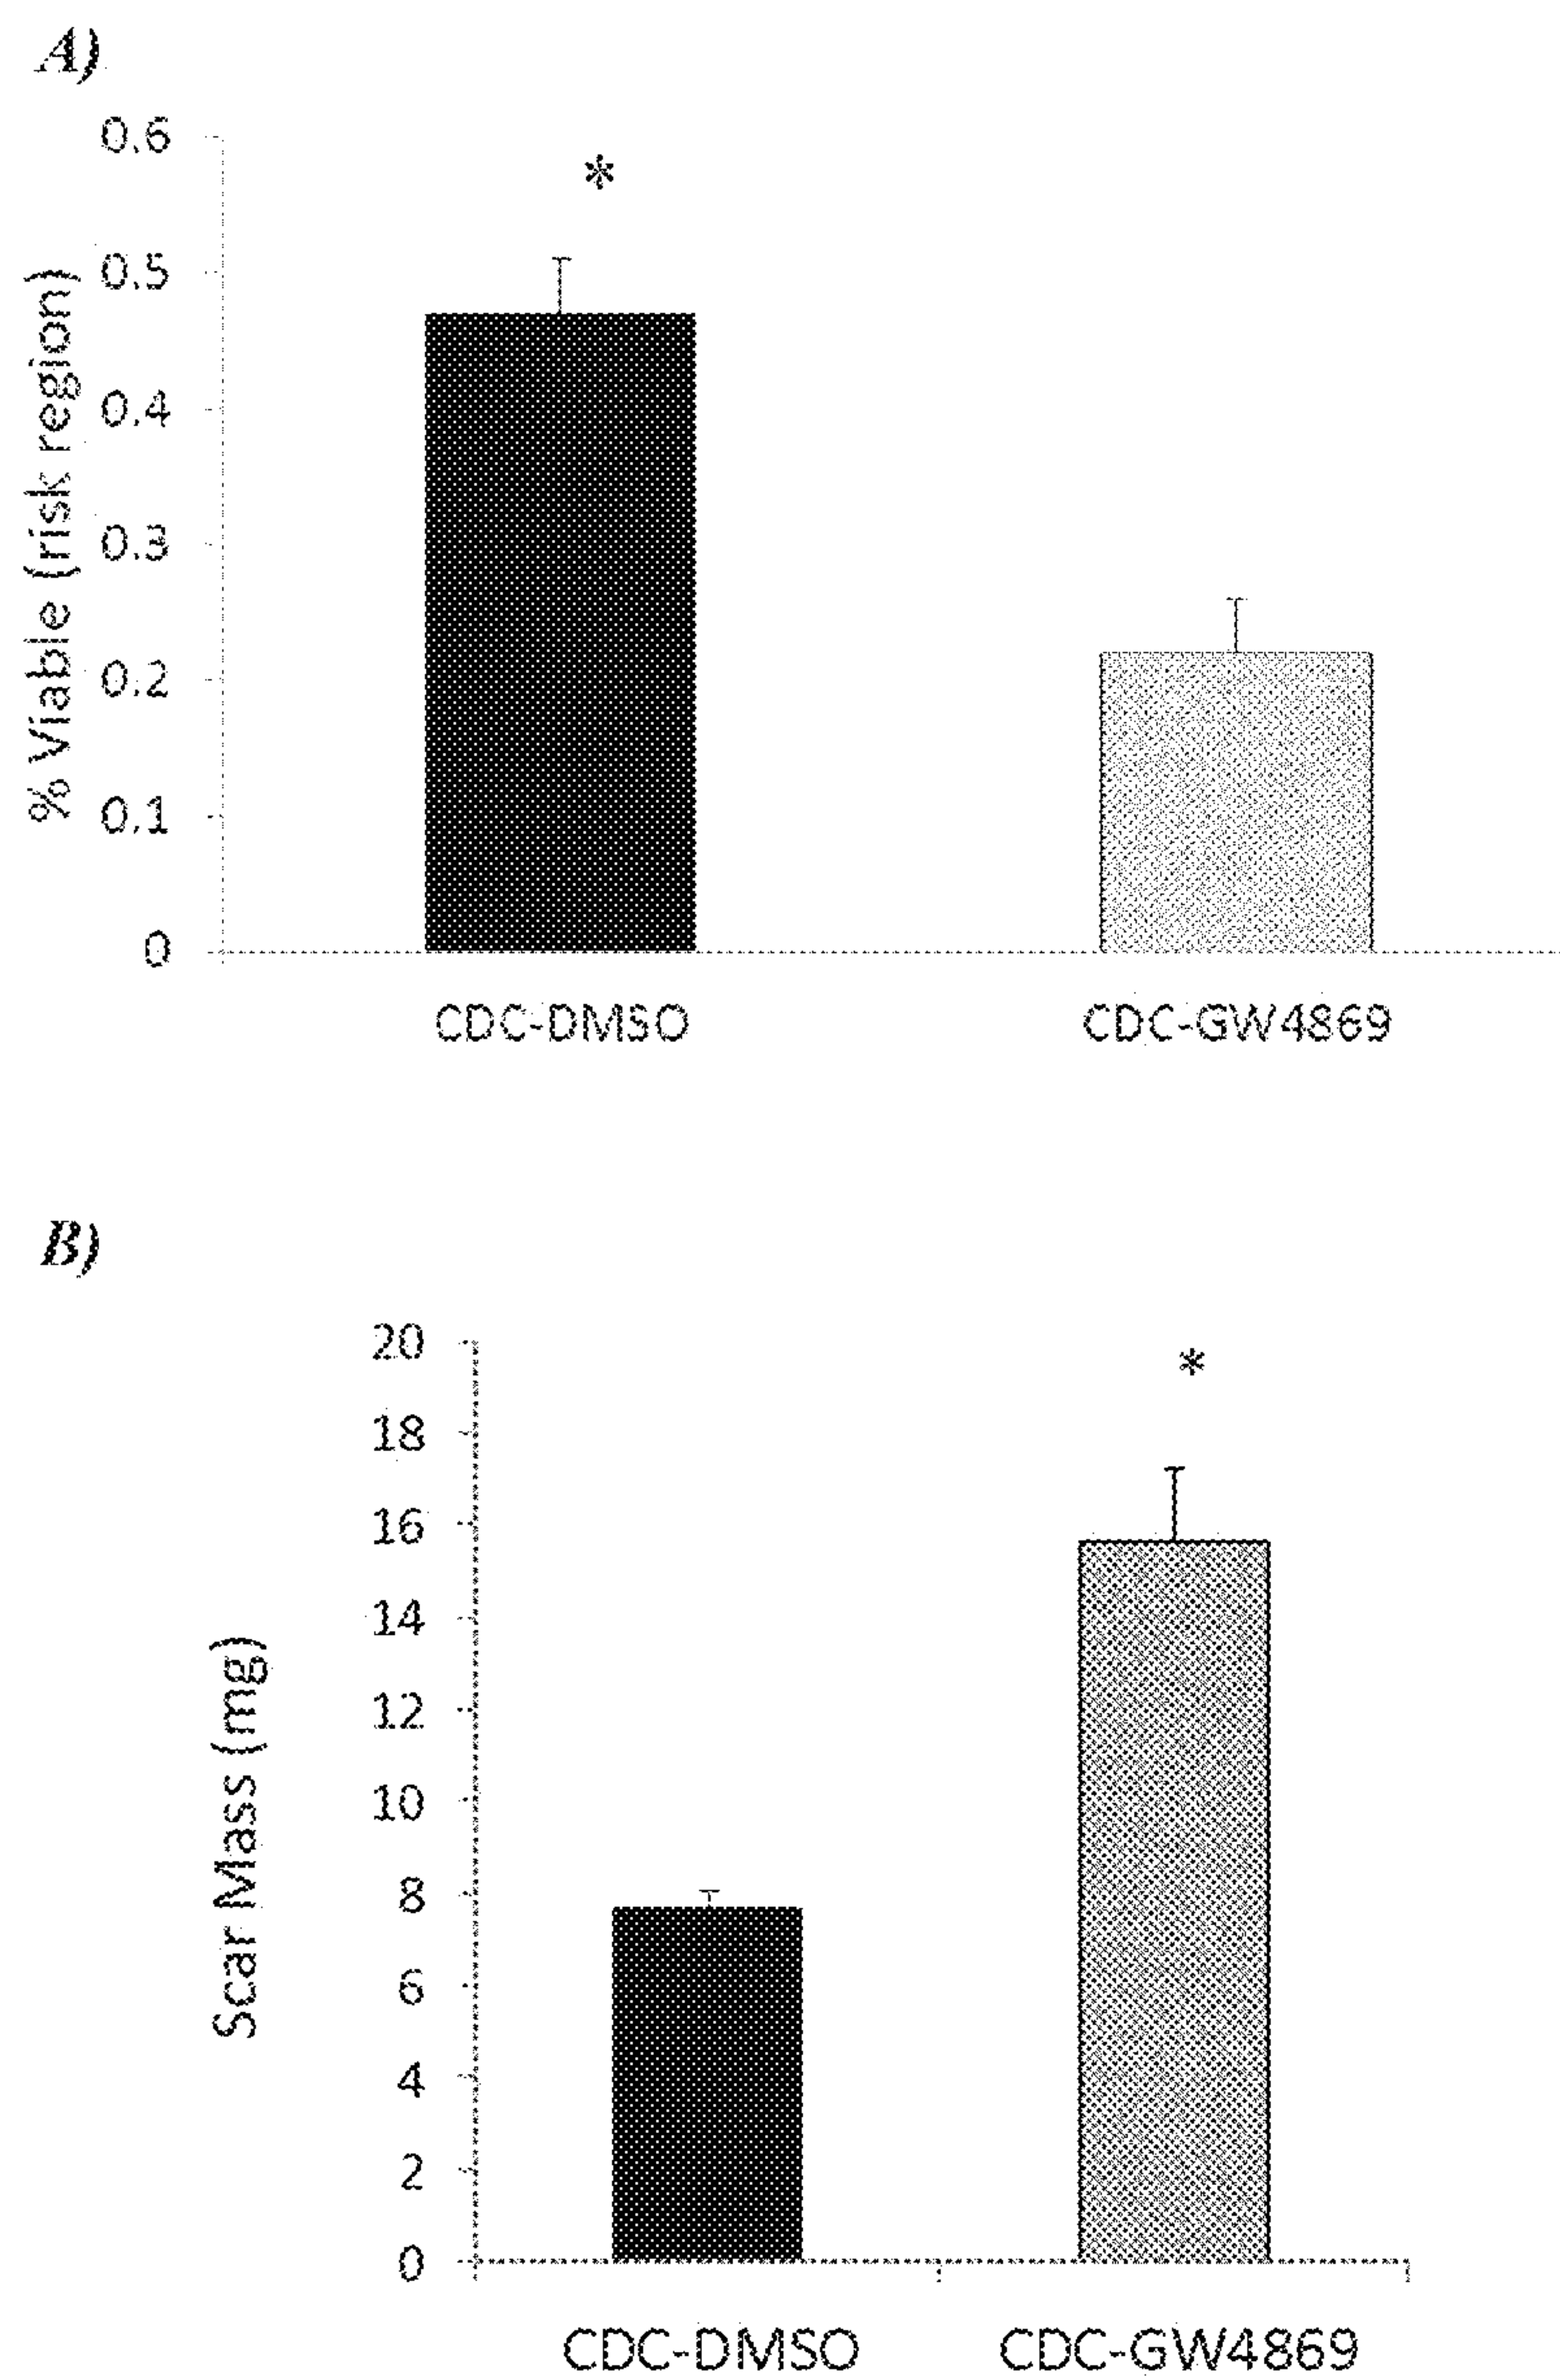 A)
0.6
*
0.5
0.4
0.3
0.2
0.1
0
% Viable (risk region)
CDC-DMSO
CDC-GW4869
B)
20
*
18
16
14
12
10
8
6
4
2
0
Scar Mass (mg)
CDC-DMSO
CDC-GW4869